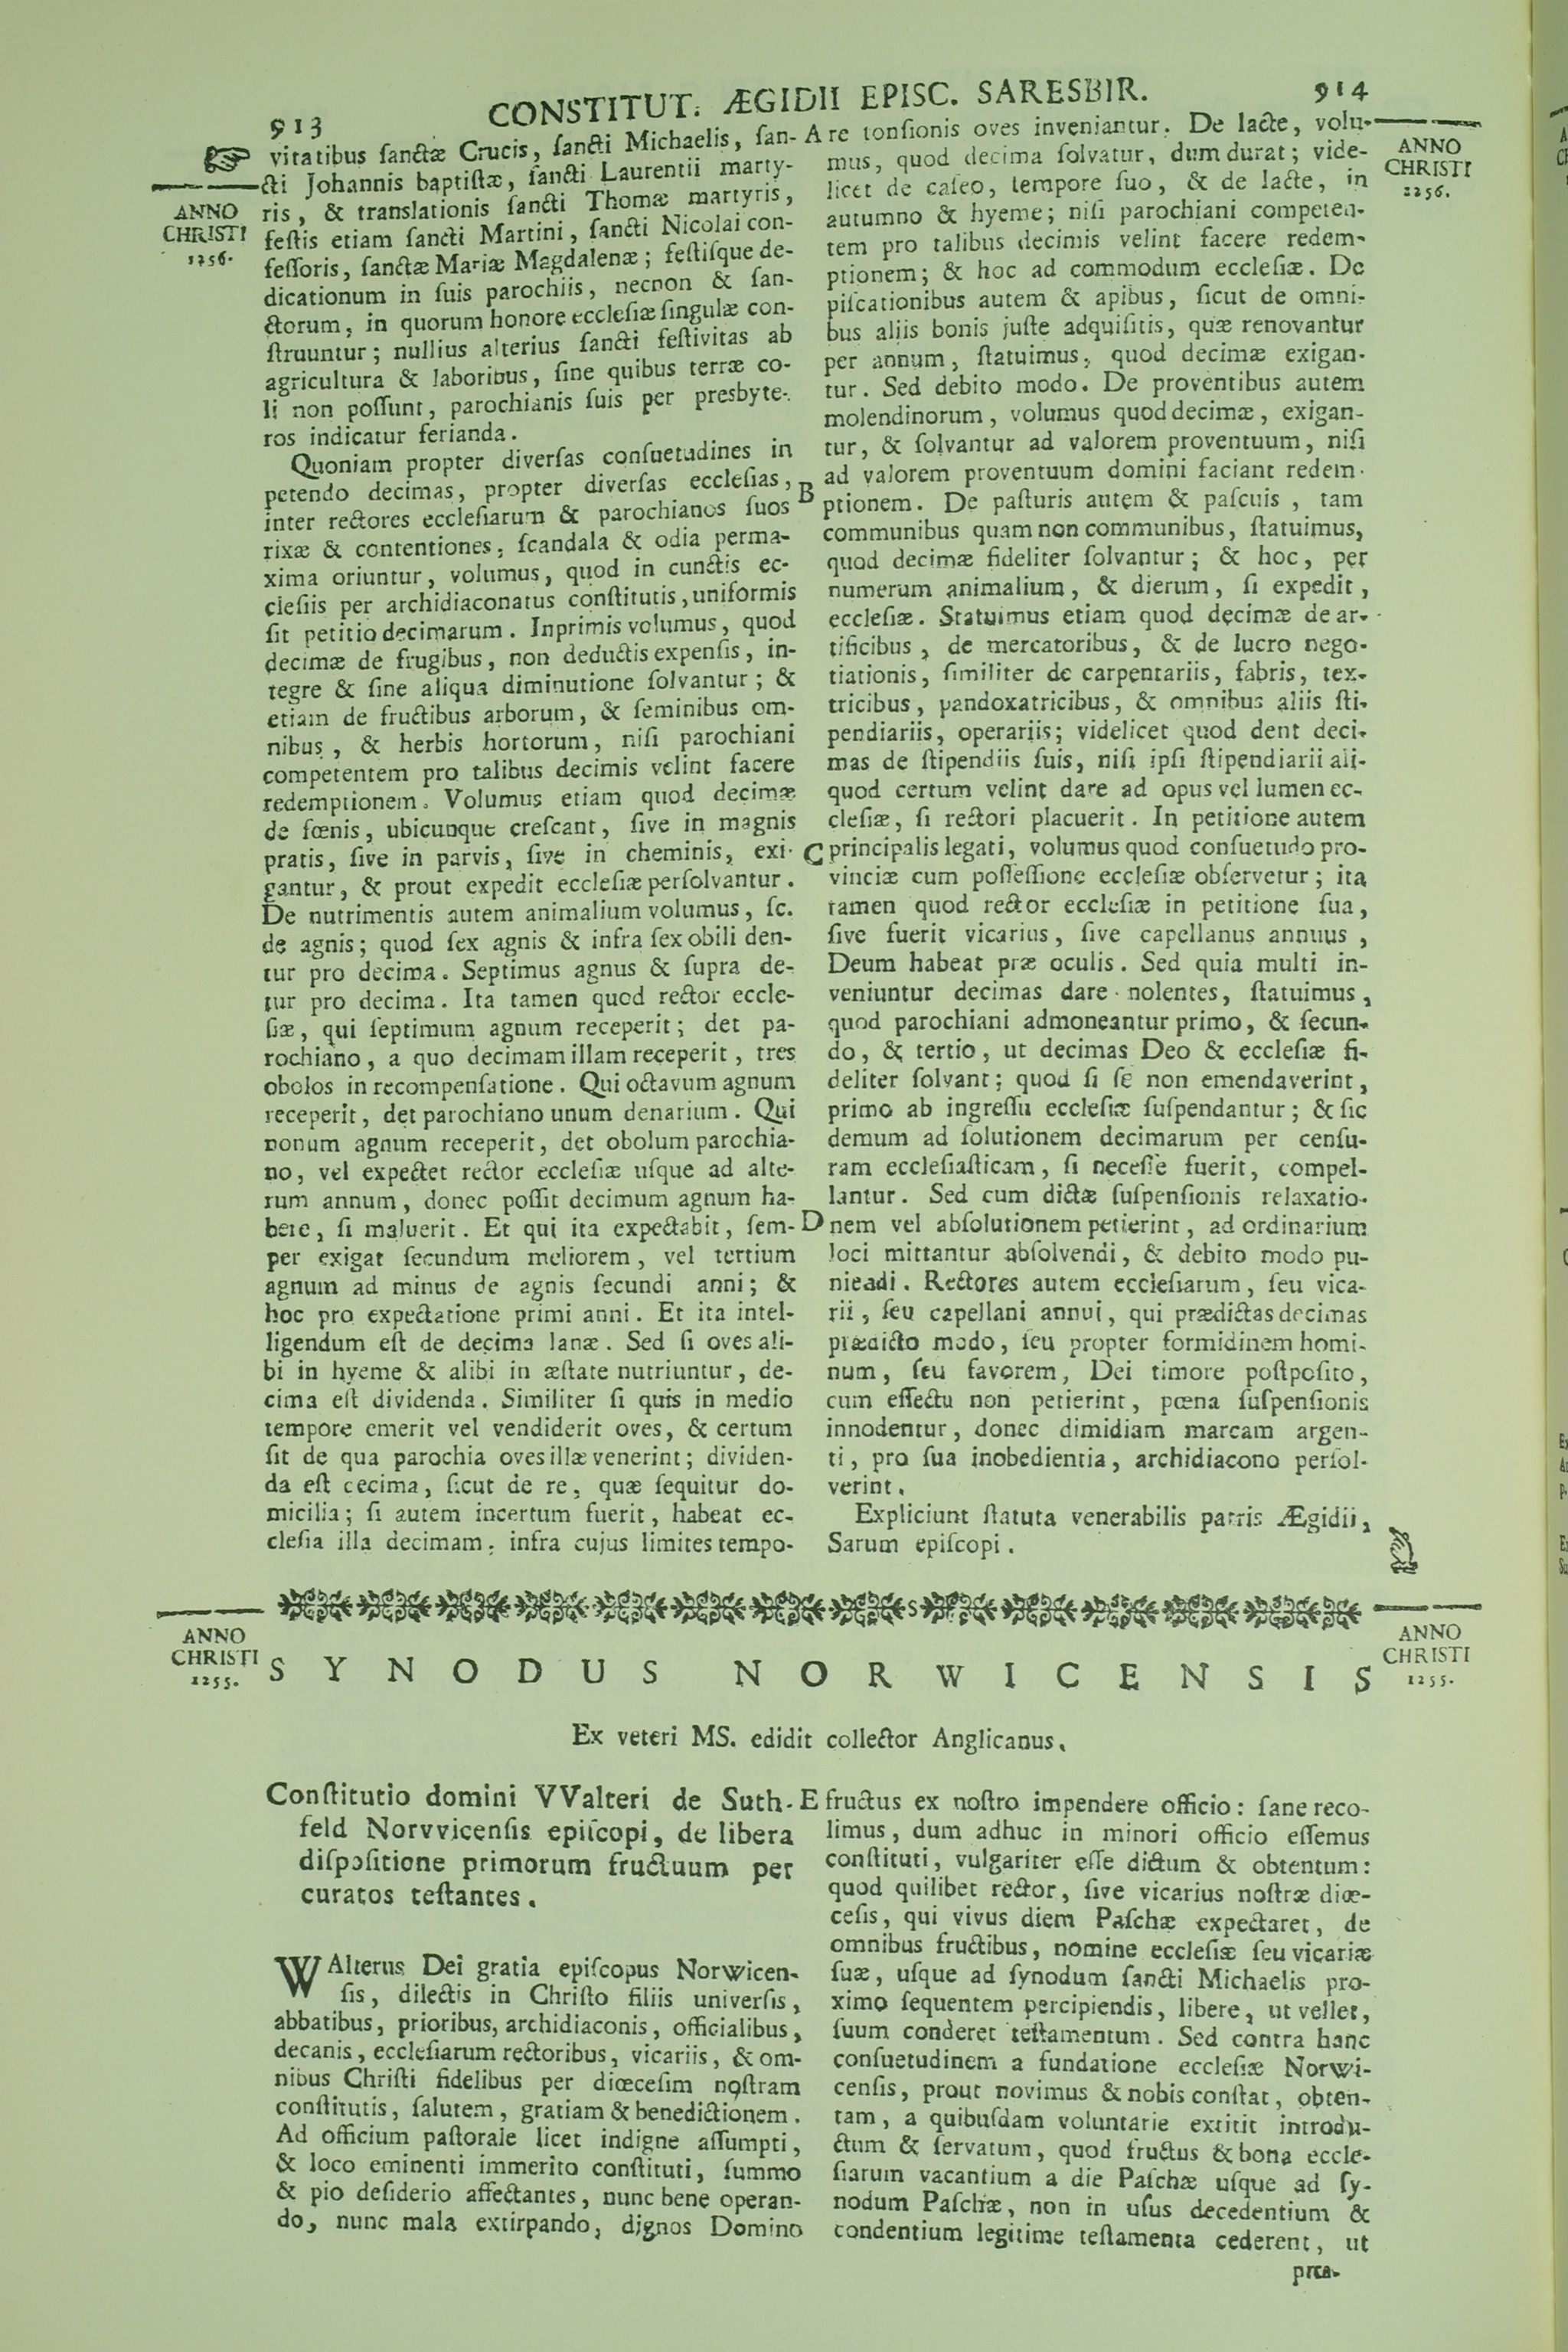 CONSTITUT. ÆGIDII EPISC. SARESBIR.
913
914
ANNO
CHRISTI
1256.
vitatibus ſanctæ Crucis, ſancti Michaelis, ſan-
cti Johannis baptiſtæ, ſancti Laurentii marty-
ris, & translationis ſancti Thomæ martyris,
feſtis etiam ſancti Martini, ſancti Nicolai con-
feſſoris, ſanctæ Mariæ Magdalenæ; feſtiſque de-
dicationum in ſuis parochiis, necnon & ſan-
ctorum, in quorum honore eccleſiæ ſingulæ con-
ſtruuntur; nullius alterius ſancti feſtivitas ab
agricultura & laboribus, ſine quibus terræ co-
li non poſſunt, parochianis ſuis per presbyte-
ros indicatur ferianda.
Quoniam propter diverſas conſuetudines in
petendo decimas, propter diverſas eccleſias,
inter rectores eccleſiarum & parochianos ſuos
rixæ & contentiones, ſcandala & odia perma-
xima oriuntur, volumus, quod in cunctis ec-
cleſiis per archidiaconatus conſtitutis, uniformis
ſit petitio decimarum. Inprimis volumus, quod
decimæ de frugibus, non deductis expenſis, in-
tegre & ſine aliqua diminutione ſolvantur; &
etiam de fructibus arborum, & ſeminibus om-
nibus, & herbis hortorum, niſi parochiani
competentem pro talibus decimis velint facere
redemptionem. Volumus etiam quod decimæ
de fœnis, ubicunque creſcant, ſive in magnis
pratis, ſive in parvis, ſive in cheminis, exi-
gantur, & prout expedit eccleſiæ perſolvantur.
De nutrimentis autem animalium volumus, ſc.
de agnis; quod ſex agnis & infra ſex obili den-
tur pro decima. Septimus agnus & ſupra de-
tur pro decima. Ita tamen quod rector eccle-
ſiæ, qui ſeptimum agnum receperit; det pa-
rochiano, a quo decimam illam receperit, tres
obolos in recompenſatione. Qui octavum agnum
receperit, det parochiano unum denarium. Qui
nonum agnum receperit, det obolum parochia-
no, vel expectet rector eccleſiæ uſque ad alte-
rum annum, donec poſſit decimum agnum ha-
bere, ſi maluerit. Et qui ita expectabit, ſem-
per exigat ſecundum meliorem, vel tertium
agnum ad minus de agnis ſecundi anni; &
hoc pro expectatione primi anni. Et ita intel-
ligendum eſt de decima lanæ. Sed ſi oves ali-
bi in hyeme & alibi in æſtate nutriuntur, de-
cima eſt dividenda. Similiter ſi quis in medio
tempore emerit vel vendiderit oves, & certum
ſit de qua parochia oves illæ venerint; dividen-
da eſt cecima, ſicut de re, quæ ſequitur do-
micilia; ſi autem incertum fuerit, habeat ec-
cleſia illa decimam, infra cujus limites tempo-
A
B
C
D
re tonſionis oves inveniantur. De lacte, volu-
mus, quod decima ſolvatur, dum durat; vide-
licet de caſeo, tempore ſuo, & de lacte, in
autumno & hyeme; niſi parochiani competen-
tem pro talibus decimis velint facere redem-
ptionem; & hoc ad commodum eccleſiæ. De
piſcationibus autem & apibus, ſicut de omni-
bus aliis bonis juſte adquiſitis, quæ renovantur
per annum, ſtatuimus, quod decimæ exigan-
tur. Sed debito modo. De proventibus autem
molendinorum, volumus quod decimæ, exigan-
tur, & ſolvantur ad valorem proventuum, niſi
ad valorem proventuum domini faciant redem-
ptionem. De paſturis autem & paſcuis, tam
communibus quam non communibus, ſtatuimus,
quod decimæ fideliter ſolvantur; & hoc, per
numerum animalium, & dierum, ſi expedit,
eccleſiæ. Statuimus etiam quod decimæ de ar-
tificibus, de mercatoribus, & de lucro nego-
tiationis, ſimiliter de carpentariis, fabris, tex-
tricibus, pandoxatricibus, & omnibus aliis ſti-
pendiariis, operariis; videlicet quod dent deci-
mas de ſtipendiis ſuis, niſi ipſi ſtipendiarii ali-
quod certum velint dare ad opus vel lumen ec-
cleſiæ, ſi rectori placuerit. In petitione autem
principalis legati, volumus quod conſuetudo pro-
vinciæ cum poſſeſſione eccleſiæ obſervetur; ita
tamen quod rector eccleſiæ in petitione ſua,
ſive fuerit vicarius, ſive capellanus annuus,
Deum habeat præ oculis. Sed quia multi in-
veniuntur decimas dare nolentes, ſtatuimus,
quod parochiani admoneantur primo, & ſecun-
do, & tertio, ut decimas Deo & eccleſiæ fi-
deliter ſolvant; quod ſi ſe non emendaverint,
primo ab ingreſſu eccleſiæ ſuſpendantur; & ſic
demum ad ſolutionem decimarum per cenſu-
ram eccleſiaſticam, ſi neceſſe fuerit, compel-
lantur. Sed cum dictæ ſuſpenſionis relaxatio-
nem vel abſolutionem petierint, ad ordinarium
loci mittantur abſolvendi, & debito modo pu-
niendi. Rectores autem eccleſiarum, ſeu vica-
rii, ſeu capellani annui, qui prædictas decimas
prædicto modo, ſeu propter formidinem homi-
num, ſeu favorem, Dei timore poſtpoſito,
cum effectu non petierint, pœna ſuſpenſionis
innodentur, donec dimidiam marcam argen-
ti, pro ſua inobedientia, archidiacono perſol-
verint.
Expliciunt ſtatuta venerabilis patris Ægidii,
Sarum epiſcopi.
ANNO
CHRISTI
1256.
ANNO
CHRISTI
1255.
SYNODUS NORWICENSIS
ANNO
CHRISTI
1255.
Ex veteri MS. edidit collector Anglicanus.
Conſtitutio domini VValteri de Suth-
feld Norvvicenſis epiſcopi, de libera
diſpoſitione primorum fructuum per
curatos teſtantes.
WAlterus Dei gratia epiſcopus Norwicen-
ſis, dilectis in Chriſto filiis univerſis,
abbatibus, prioribus, archidiaconis, officialibus,
decanis, eccleſiarum rectoribus, vicariis, & om-
nibus Chriſti fidelibus per diœceſim noſtram
conſtitutis, ſalutem, gratiam & benedictionem.
Ad officium paſtorale licet indigne aſſumpti,
& loco eminenti immerito conſtituti, ſummo
& pio deſiderio affectantes, nunc bene operan-
do, nunc mala extirpando, dignos Domino
E
fructus ex noſtro impendere officio: ſane reco-
limus, dum adhuc in minori officio eſſemus
conſtituti, vulgariter eſſe dictum & obtentum:
quod quilibet rector, ſive vicarius noſtræ diœ-
ceſis, qui vivus diem Paſchæ expectaret, de
omnibus fructibus, nomine eccleſiæ ſeu vicariæ
ſuæ, uſque ad ſynodum ſancti Michaelis pro-
ximo ſequentem percipiendis, libere, ut vellet,
ſuum conderet teſtamentum. Sed contra hanc
conſuetudinem a fundatione eccleſiæ Norwi-
cenſis, prout novimus & nobis conſtat, obten-
tam, a quibuſdam voluntarie extitit introdu-
ctum & ſervatum, quod fructus & bona eccle-
ſiarum vacantium a die Paſchæ uſque ad ſy-
nodum Paſchæ, non in uſus decedentium &
condentium legitime teſtamenta cederent, ut
præ-